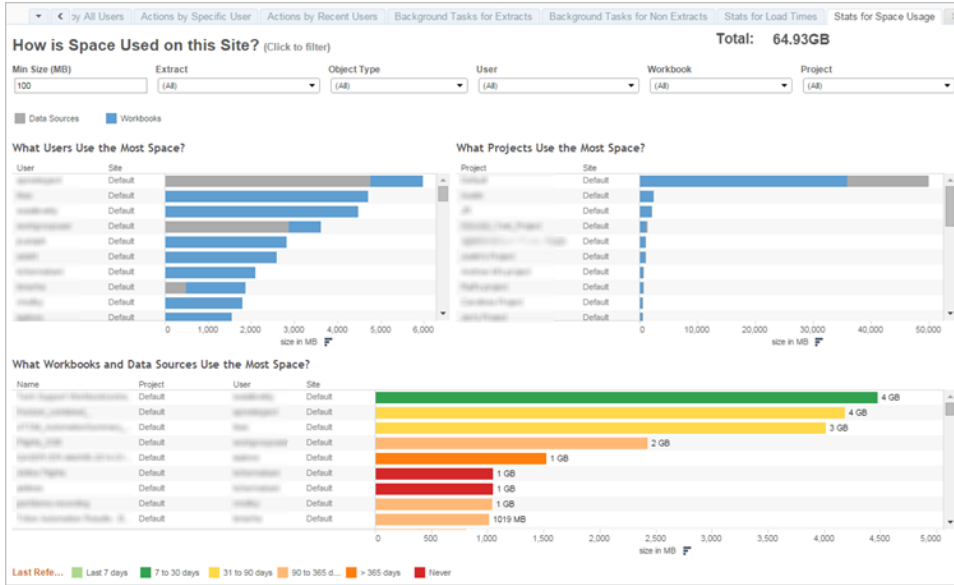 by All Users Actions by Specific User Actions by Recent Users Background Tasks for Extracts Background Tasks for Non Extracts Stats for Load Times Stats for Space Usage
How is Space Used on this Site? (Click to filter) Total: 64.93GB
Min Size (MB) Extract Object Type User Workbook Project
100 (All) (All) (All) (All) (All)
Data Sources Workbooks
What Users Use the Most Space?
User Site
Default
Default
Default
Default
Default
Default
Default
Default
Default
Default
0 1,000 2,000 3,000 4,000 5,000 6,000
size in MB
What Projects Use the Most Space?
Project Site
Default
Default
Default
Default
Default
Default
Default
Default
Default
Default
0 10,000 20,000 30,000 40,000 50,000
size in MB
What Workbooks and Data Sources Use the Most Space?
Name Project User Site
Default Default 4 GB
Default Default 4 GB
Default Default 3 GB
Default Default 2 GB
Default Default 1 GB
Default Default 1 GB
Default Default 1 GB
Default Default 1 GB
Default Default 1019 MB
0 500 1,000 1,500 2,000 2,500 3,000 3,500 4,000 4,500 5,000
size in MB
Last Refe... Last 7 days 7 to 30 days 31 to 90 days 90 to 365 d... > 365 days Never